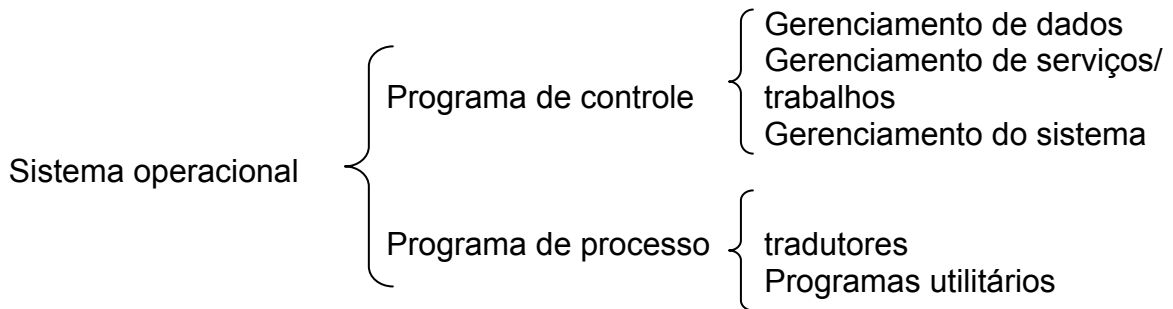 Sistema operacional
Programa de controle
Gerenciamento de dados
Gerenciamento de serviços/
trabalhos
Gerenciamento do sistema
Programa de processo
tradutores
Programas utilitários